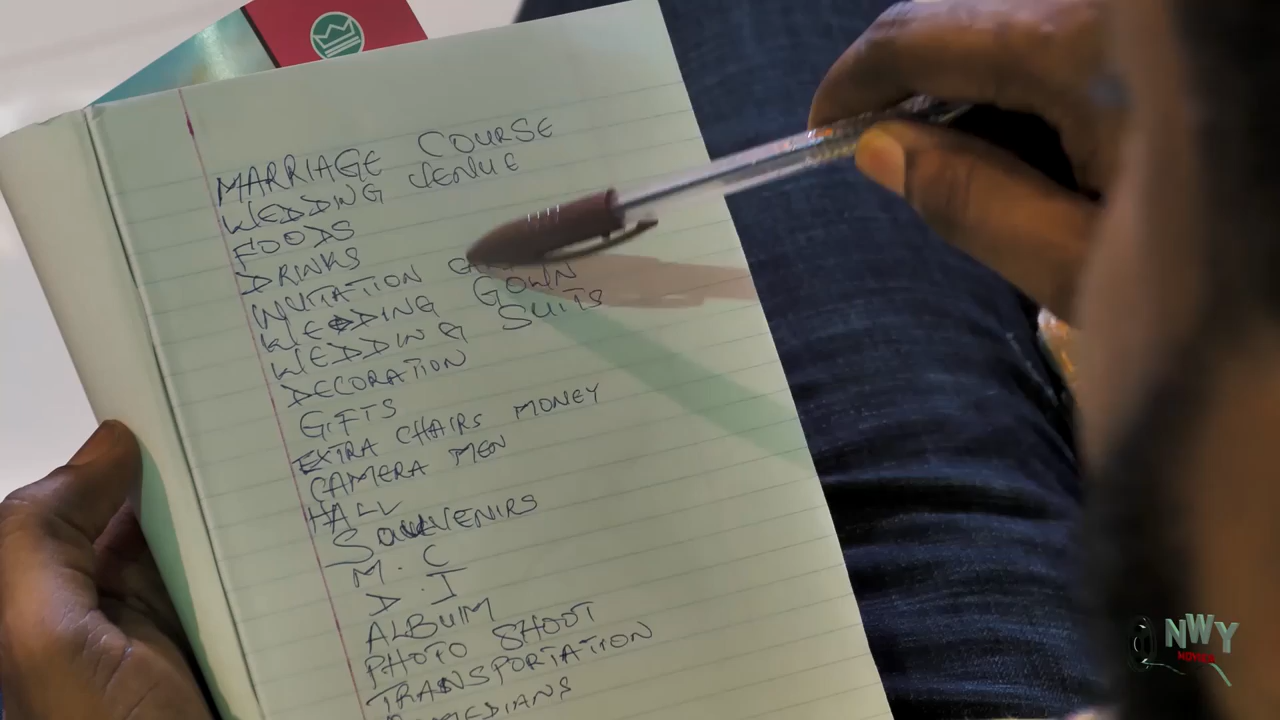 MARRIAGE COURSE
WEDDING VENUE
FOODS
DRINKS
INVITATION
WEDDING GOWN
WEDDING SUITS
DECORATION
GIFTS
EXTRA CHAIRS MONEY
CAMERA MEN
HALL
SOUVENIRS
M.C
D.J
ALBUM
PHOTO SHOOT
TRANSPORTATION
NWY
MOVIES